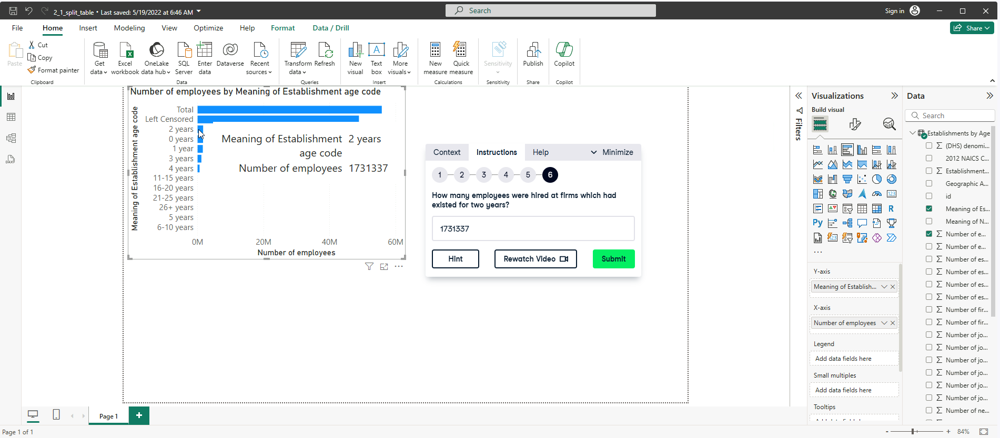 2_1_split_table • Last saved: 5/19/2022 at 6:46 AM
Search
Sign in
File
Home
Insert
Modeling
View
Optimize
Help
Format
Data / Drill
Share
Paste
Cut
Copy
Format painter
Clipboard
Get
data
Excel
workbook
OneLake
data hub
SQL
Server
Enter
data
Dataverse
Recent
sources
Data
Transform
data
Refresh
Queries
New
visual
Text
box
More
visuals
Insert
New
measure
Quick
measure
Calculations
Sensitivity
Sensitivity
Publish
Share
Copilot
Copilot
Number of employees by Meaning of Establishment age code
Meaning of Establishment age code
Total
Left Censored
2 years
0 years
1 year
3 years
4 years
11-15 years
16-20 years
21-25 years
26+ years
5 years
6-10 years
0M
20M
40M
60M
Number of employees
Meaning of Establishment 2 years
age code
Number of employees 1731337
Context
Instructions
Help
Minimize
1
2
3
4
5
6
How many employees were hired at firms which had
existed for two years?
1731337
Hint
Rewatch Video
Submit
Filters
Visualizations
Build visual
123
R
Py
123
...
Y-axis
Meaning of Establish...
X-axis
Number of employees
Legend
Add data fields here
Small multiples
Add data fields here
Tooltips
Data
Search
Establishments by Age
(DHS) denomi...
2012 NAICS C...
Establishment...
Geographic A...
id
Meaning of Es...
Meaning of N...
Number of e...
Number of e...
Number of es...
Number of es...
Number of es...
Number of es...
Number of fir...
Number of fir...
Number of jo...
Number of jo...
Number of jo...
Number of jo...
Number of jo...
Number of jo...
Number of ne...
Page 1
+
Page 1 of 1
- + 84%